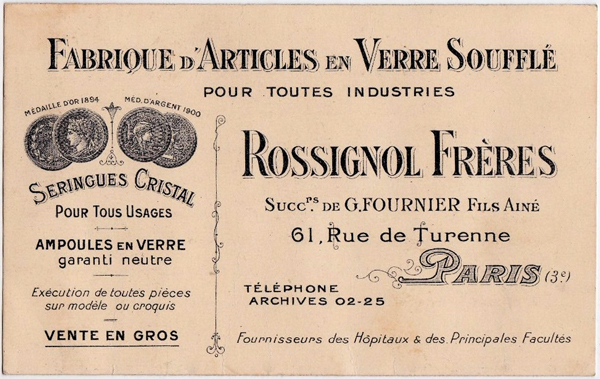 FABRIQUE D'ARTICLES EN VERRE SOUFFLÉ
POUR TOUTES INDUSTRIES
MÉDAILLE D'OR 1894
MÉD. D'ARGENT 1900
SERINGUES CRISTAL
POUR TOUS USAGES
AMPOULES EN VERRE
garanti neutre
Exécution de toutes pièces
sur modèle ou croquis
VENTE EN GROS
ROSSIGNOL FRÈRES
SUCC.RS DE G. FOURNIER FILS AINÉ
61, Rue de Turenne
PARIS (3e)
TÉLÉPHONE
ARCHIVES 02-25
Fournisseurs des Hôpitaux & des Principales Facultés